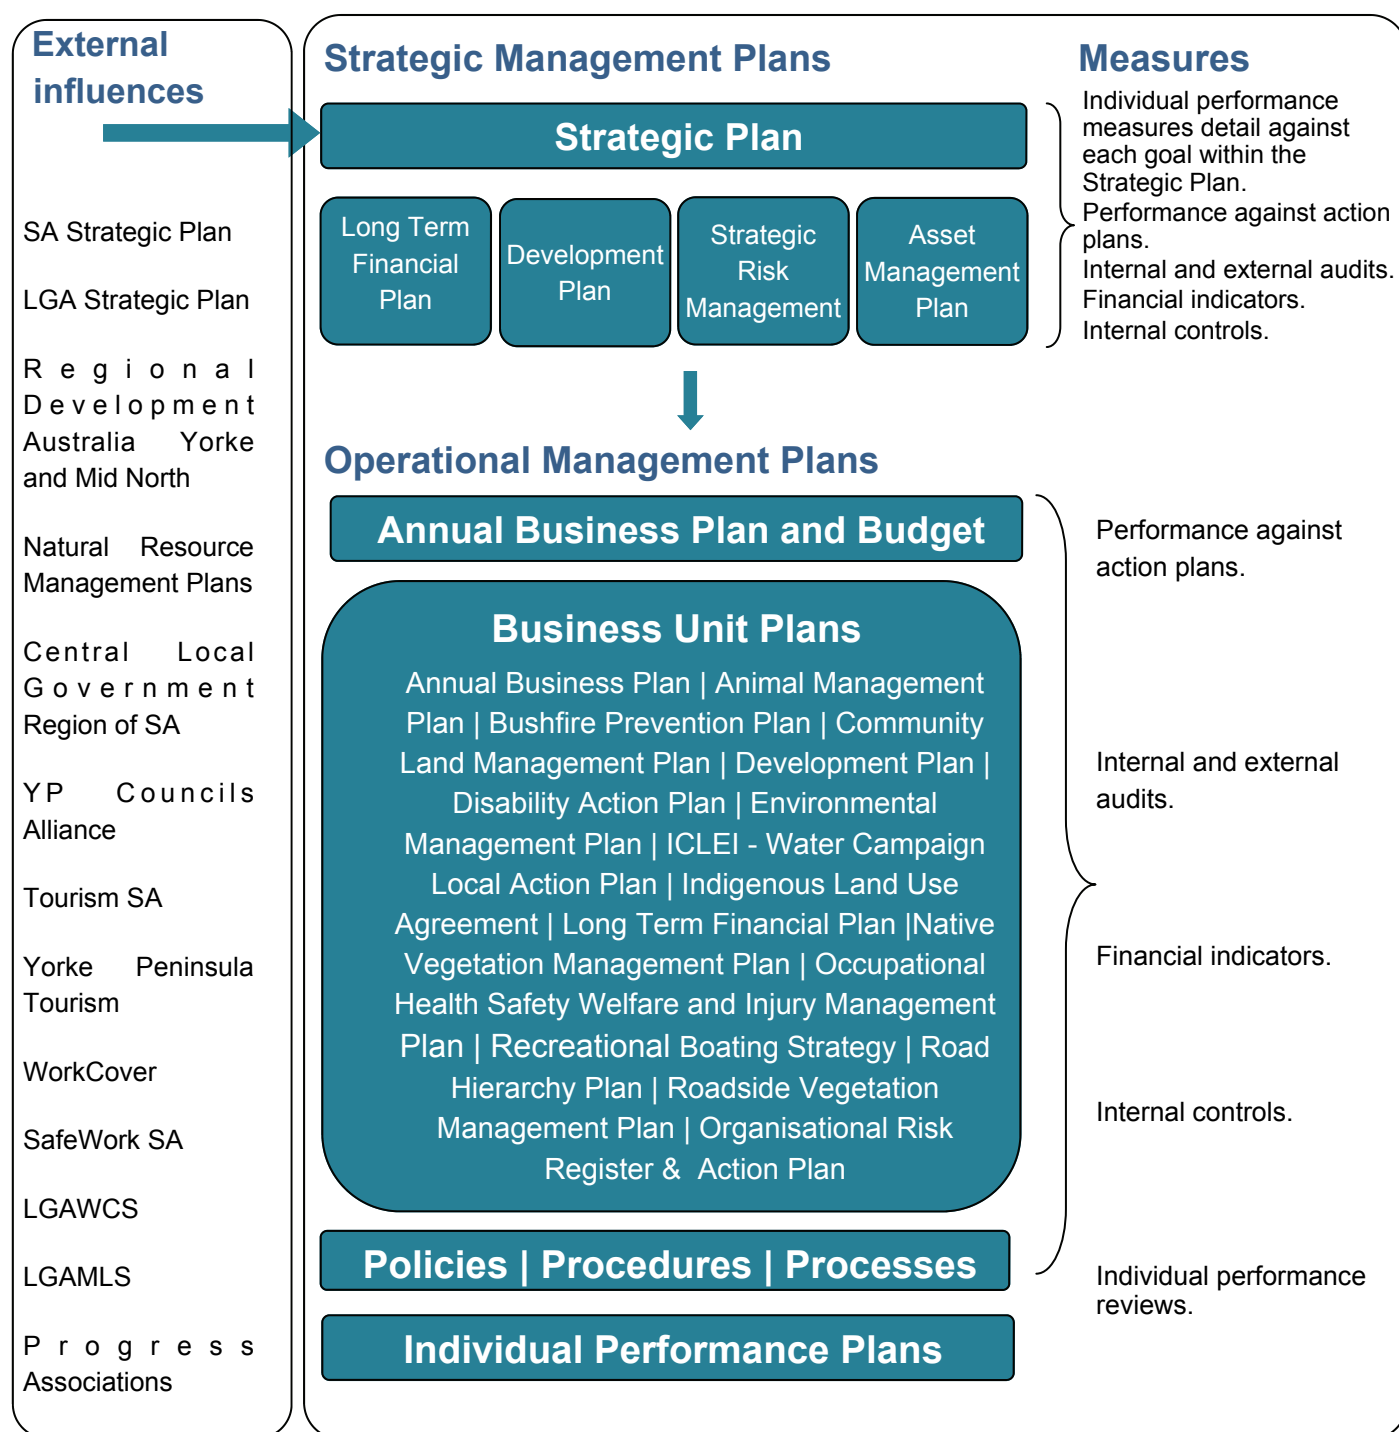 External
influences
SA Strategic Plan
LGA Strategic Plan
Regional
Development
Australia Yorke
and Mid North
Natural Resource
Management Plans
Central Local
Government
Region of SA
YP Councils
Alliance
Tourism SA
Yorke Peninsula
Tourism
WorkCover
SafeWork SA
LGAWCS
LGAMLS
Progress
Associations
Strategic Management Plans
Strategic Plan
Long Term
Financial
Plan
Development
Plan
Strategic
Risk
Management
Asset
Management
Plan
Measures
Individual performance
measures detail against
each goal within the
Strategic Plan.
Performance against action
plans.
Internal and external audits.
Financial indicators.
Internal controls.
Operational Management Plans
Annual Business Plan and Budget
Business Unit Plans
Annual Business Plan | Animal Management
Plan | Bushfire Prevention Plan | Community
Land Management Plan | Development Plan |
Disability Action Plan | Environmental
Management Plan | ICLEI - Water Campaign
Local Action Plan | Indigenous Land Use
Agreement | Long Term Financial Plan |Native
Vegetation Management Plan | Occupational
Health Safety Welfare and Injury Management
Plan | Recreational Boating Strategy | Road
Hierarchy Plan | Roadside Vegetation
Management Plan | Organisational Risk
Register & Action Plan
Policies | Procedures | Processes
Individual Performance Plans
Performance against
action plans.
Internal and external
audits.
Financial indicators.
Internal controls.
Individual performance
reviews.